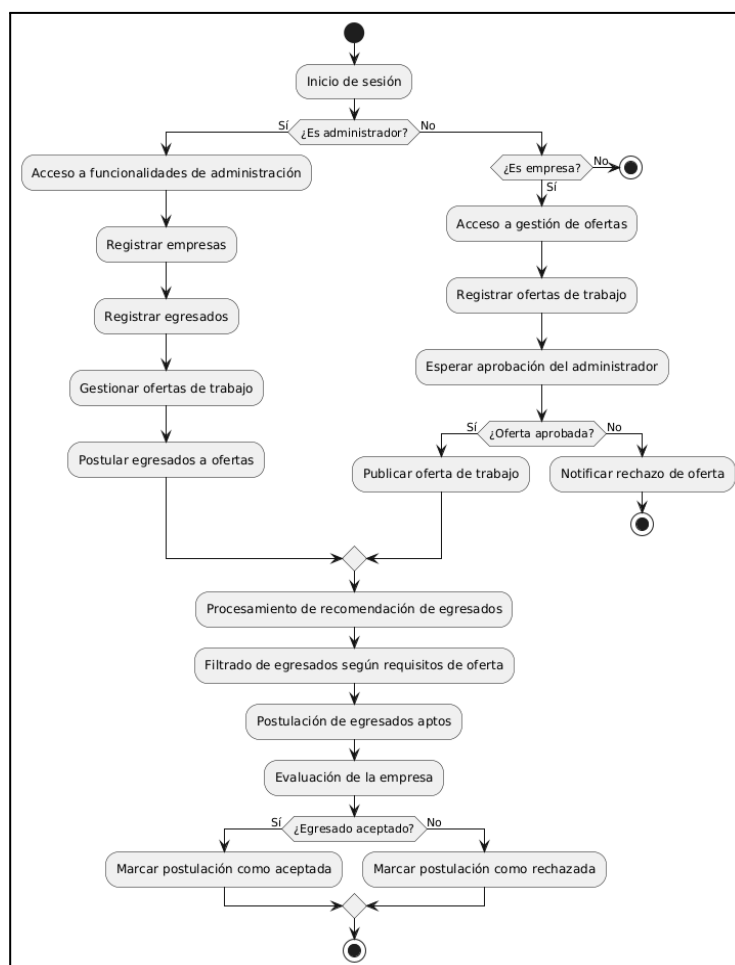 Inicio de sesión
Sí
¿Es administrador?
No
Acceso a funcionalidades de administración
¿Es empresa?
No
Sí
Registrar empresas
Acceso a gestión de ofertas
Registrar egresados
Registrar ofertas de trabajo
Gestionar ofertas de trabajo
Esperar aprobación del administrador
Postular egresados a ofertas
Sí
¿Oferta aprobada?
No
Publicar oferta de trabajo
Notificar rechazo de oferta
Procesamiento de recomendación de egresados
Filtrado de egresados según requisitos de oferta
Postulación de egresados aptos
Evaluación de la empresa
Sí
¿Egresado aceptado?
No
Marcar postulación como aceptada
Marcar postulación como rechazada